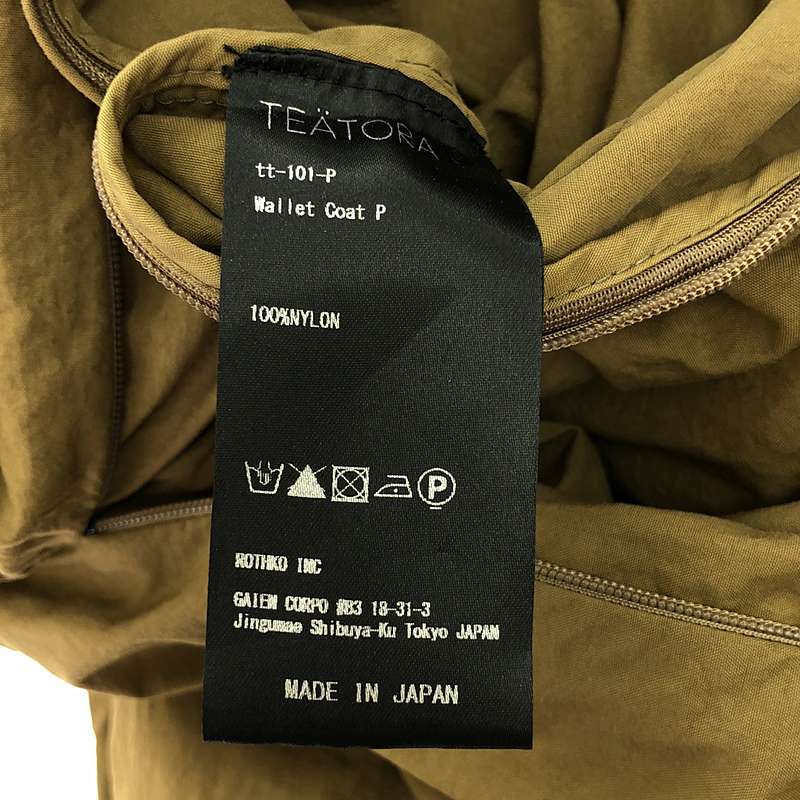 TEÄTORA
tt-101-P
Wallet Coat P
100%NYLON
P
ROTHKO INC
GAIEN CORPO #B3 18-31-3
Jingumae Shibuya-Ku Tokyo JAPAN
MADE IN JAPAN